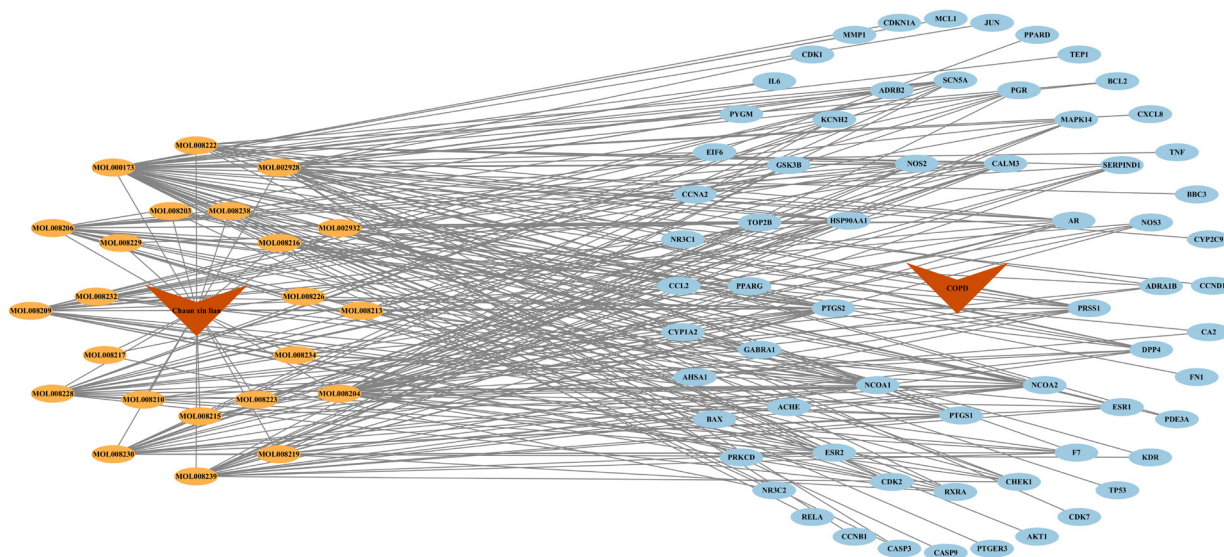 MCL1
CDKN1A
JUN
MMP1
PPARD
CDK1
TEP1
IL6
SCN5A
BCL2
ADRB2
PGR
PYGM
CXCL8
KCNH2
MAPK14
MOL008222
EIF6
TNF
MOL000173
MOL002928
GSK3B
NOS2
CALM3
SERPIND1
CCNA2
BBC3
MOL008203
MOL008238
TOP2B
HSP90AA1
AR
NOS3
MOL008206
MOL002932
MOL008229
MOL008216
NR3C1
CYP2C9
CCL2
PPARG
COPD
ADRA1B
CCND1
MOL008232
MOL008226
MOL008209
Chaun xin lian
MOL008213
PTGS2
PRSS1
CYP1A2
CA2
MOL008217
MOL008234
GABRA1
DPP4
AHSA1
FN1
MOL008228
MOL008204
NCOA1
NCOA2
MOL008210
MOL008223
ACHE
ESR1
MOL008215
BAX
PTGS1
PDE3A
MOL008230
MOL008219
PRKCD
ESR2
F7
KDR
MOL008239
CDK2
CHEK1
NR3C2
RXRA
TP53
RELA
CDK7
CCNB1
AKT1
CASP3
CASP9
PTGER3